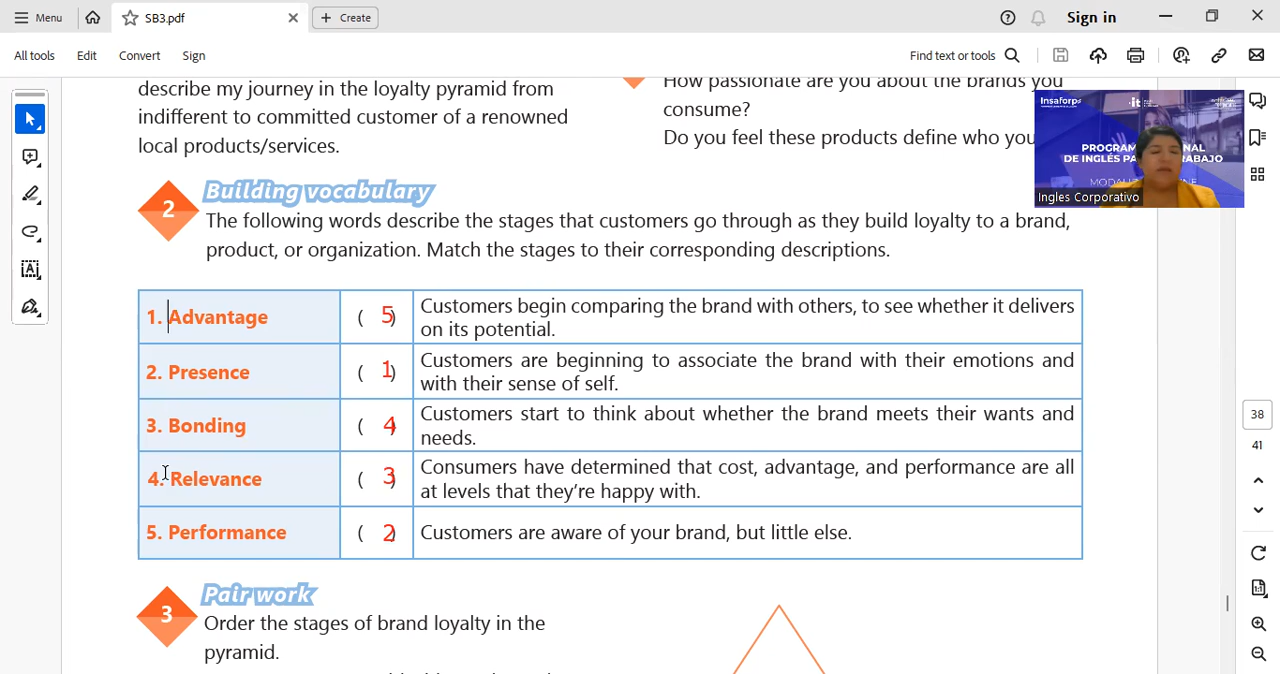 Menu SB3.pdf Create Sign in
All tools Edit Convert Sign Find text or tools
describe my journey in the loyalty pyramid from
indifferent to committed customer of a renowned
local products/services.
How passionate are you about the brands you
consume?
Do you feel these products define who you
Insaforp ·it
PROGRAM NAL
DE INGLÉS PA RABAJO
Ingles Corporativo
2 Building vocabulary
The following words describe the stages that customers go through as they build loyalty to a brand,
product, or organization. Match the stages to their corresponding descriptions.
1. Advantage ( 5 ) Customers begin comparing the brand with others, to see whether it delivers
on its potential.
2. Presence ( 1 ) Customers are beginning to associate the brand with their emotions and
with their sense of self.
3. Bonding ( 4 ) Customers start to think about whether the brand meets their wants and
needs.
4. Relevance ( 3 ) Consumers have determined that cost, advantage, and performance are all
at levels that they're happy with.
5. Performance ( 2 ) Customers are aware of your brand, but little else.
3 Pair work
Order the stages of brand loyalty in the
pyramid.
38
41